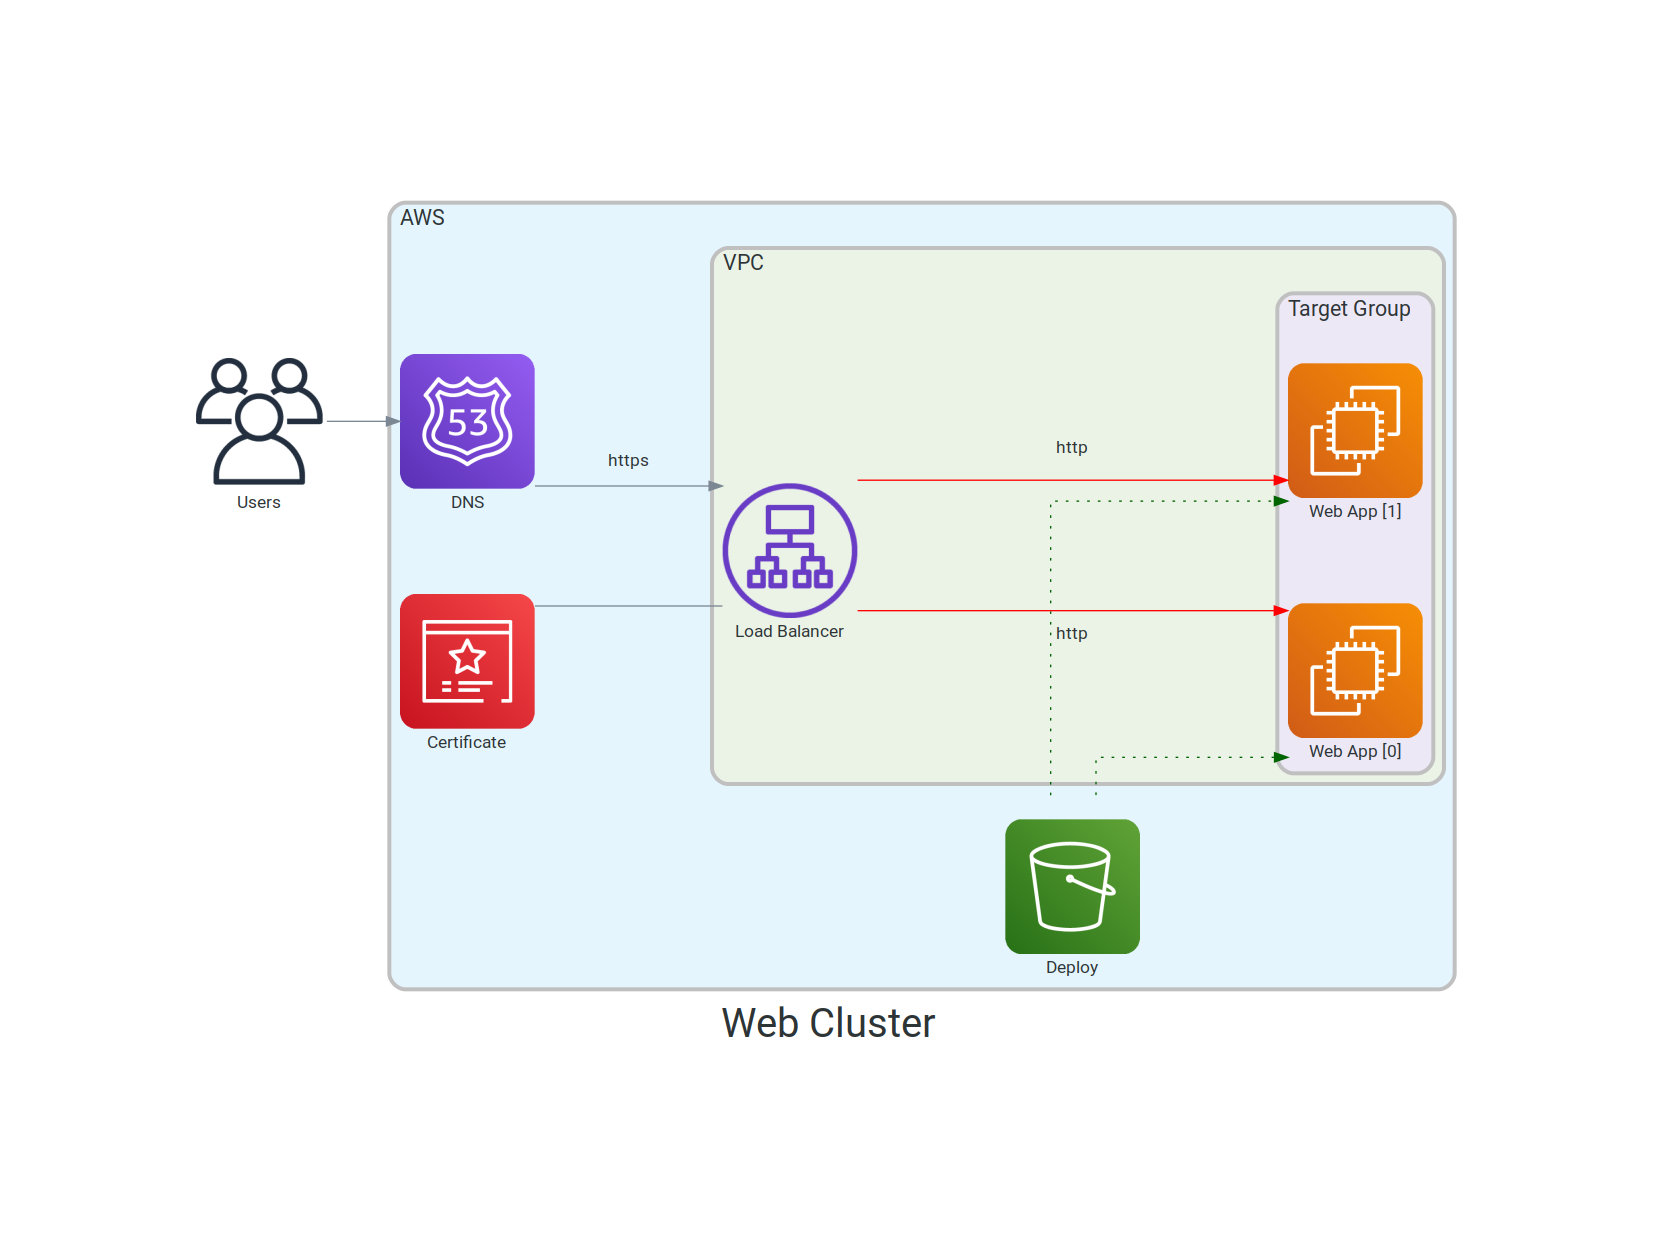 AWS
VPC
Target Group
53
Users
DNS
https
http
Web App [1]
Load Balancer
http
Certificate
Web App [0]
Deploy
Web Cluster